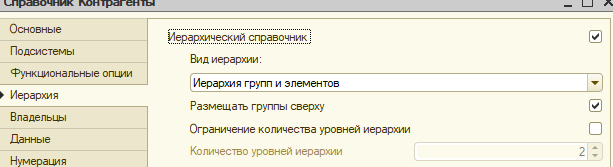 Справочник Контрагенты
Основные
Подсистемы
Функциональные опции
Иерархия
Владельцы
Данные
Нумерация
Иерархический справочник
Вид иерархии:
Иерархия групп и элементов
Размещать группы сверху
Ограничение количества уровней иерархии
Количество уровней иерархии
2